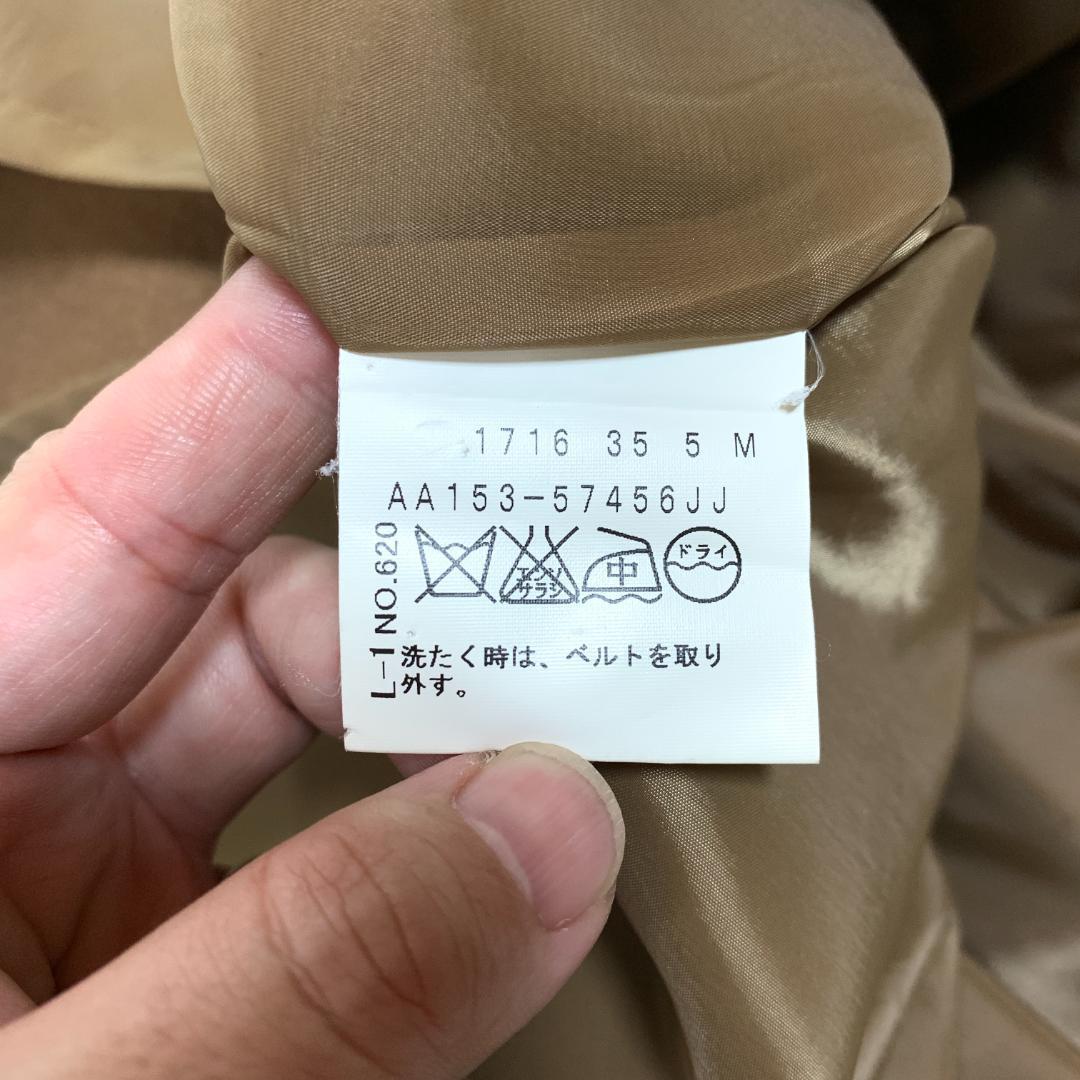 1716 35 5 M
AA153-57456JJ
エンソ
サラシ
中
ドライ
L-1 NO.620
洗たく時は、ベルトを取り
外す。